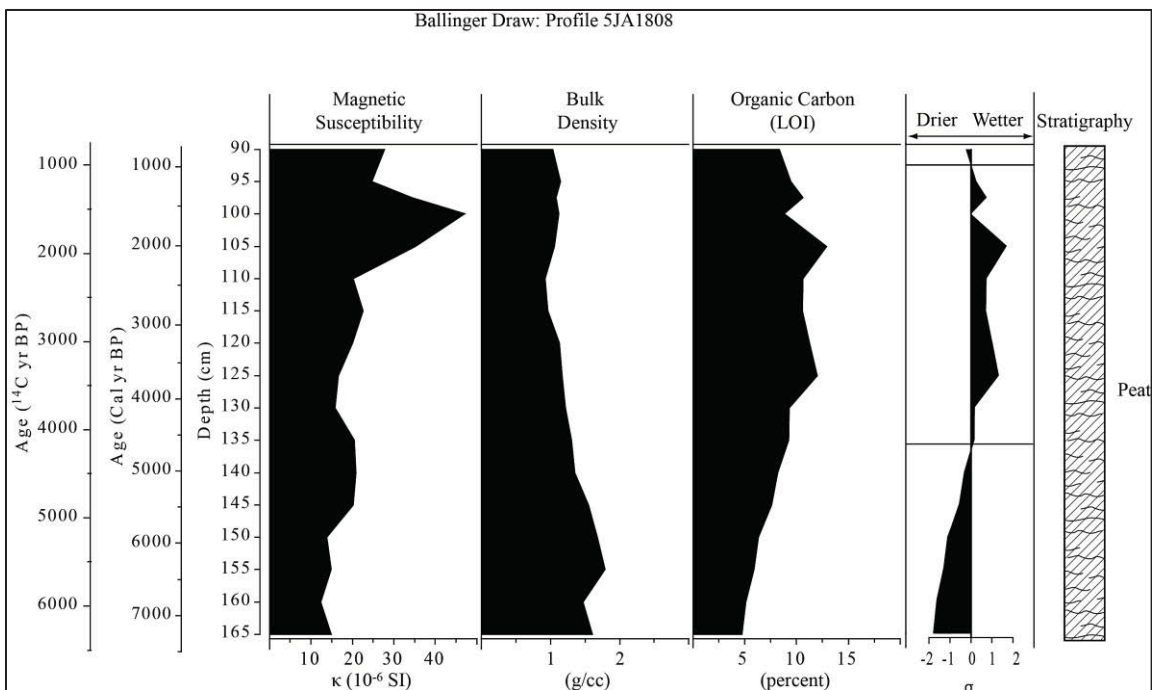 Ballinger Draw: Profile 5JA1808
Magnetic Susceptibility
Bulk Density
Organic Carbon (LOI)
Drier Wetter
Stratigraphy
Age (¹⁴C yr BP)
1000
2000
3000
4000
5000
6000
Age (Cal yr BP)
1000
2000
3000
4000
5000
6000
7000
Depth (cm)
90
95
100
105
110
115
120
125
130
135
140
145
150
155
160
165
Peat
10 20 30 40
κ (10⁻⁶ SI)
1 2
(g/cc)
5 10 15
(percent)
-2 -1 0 1 2
σ